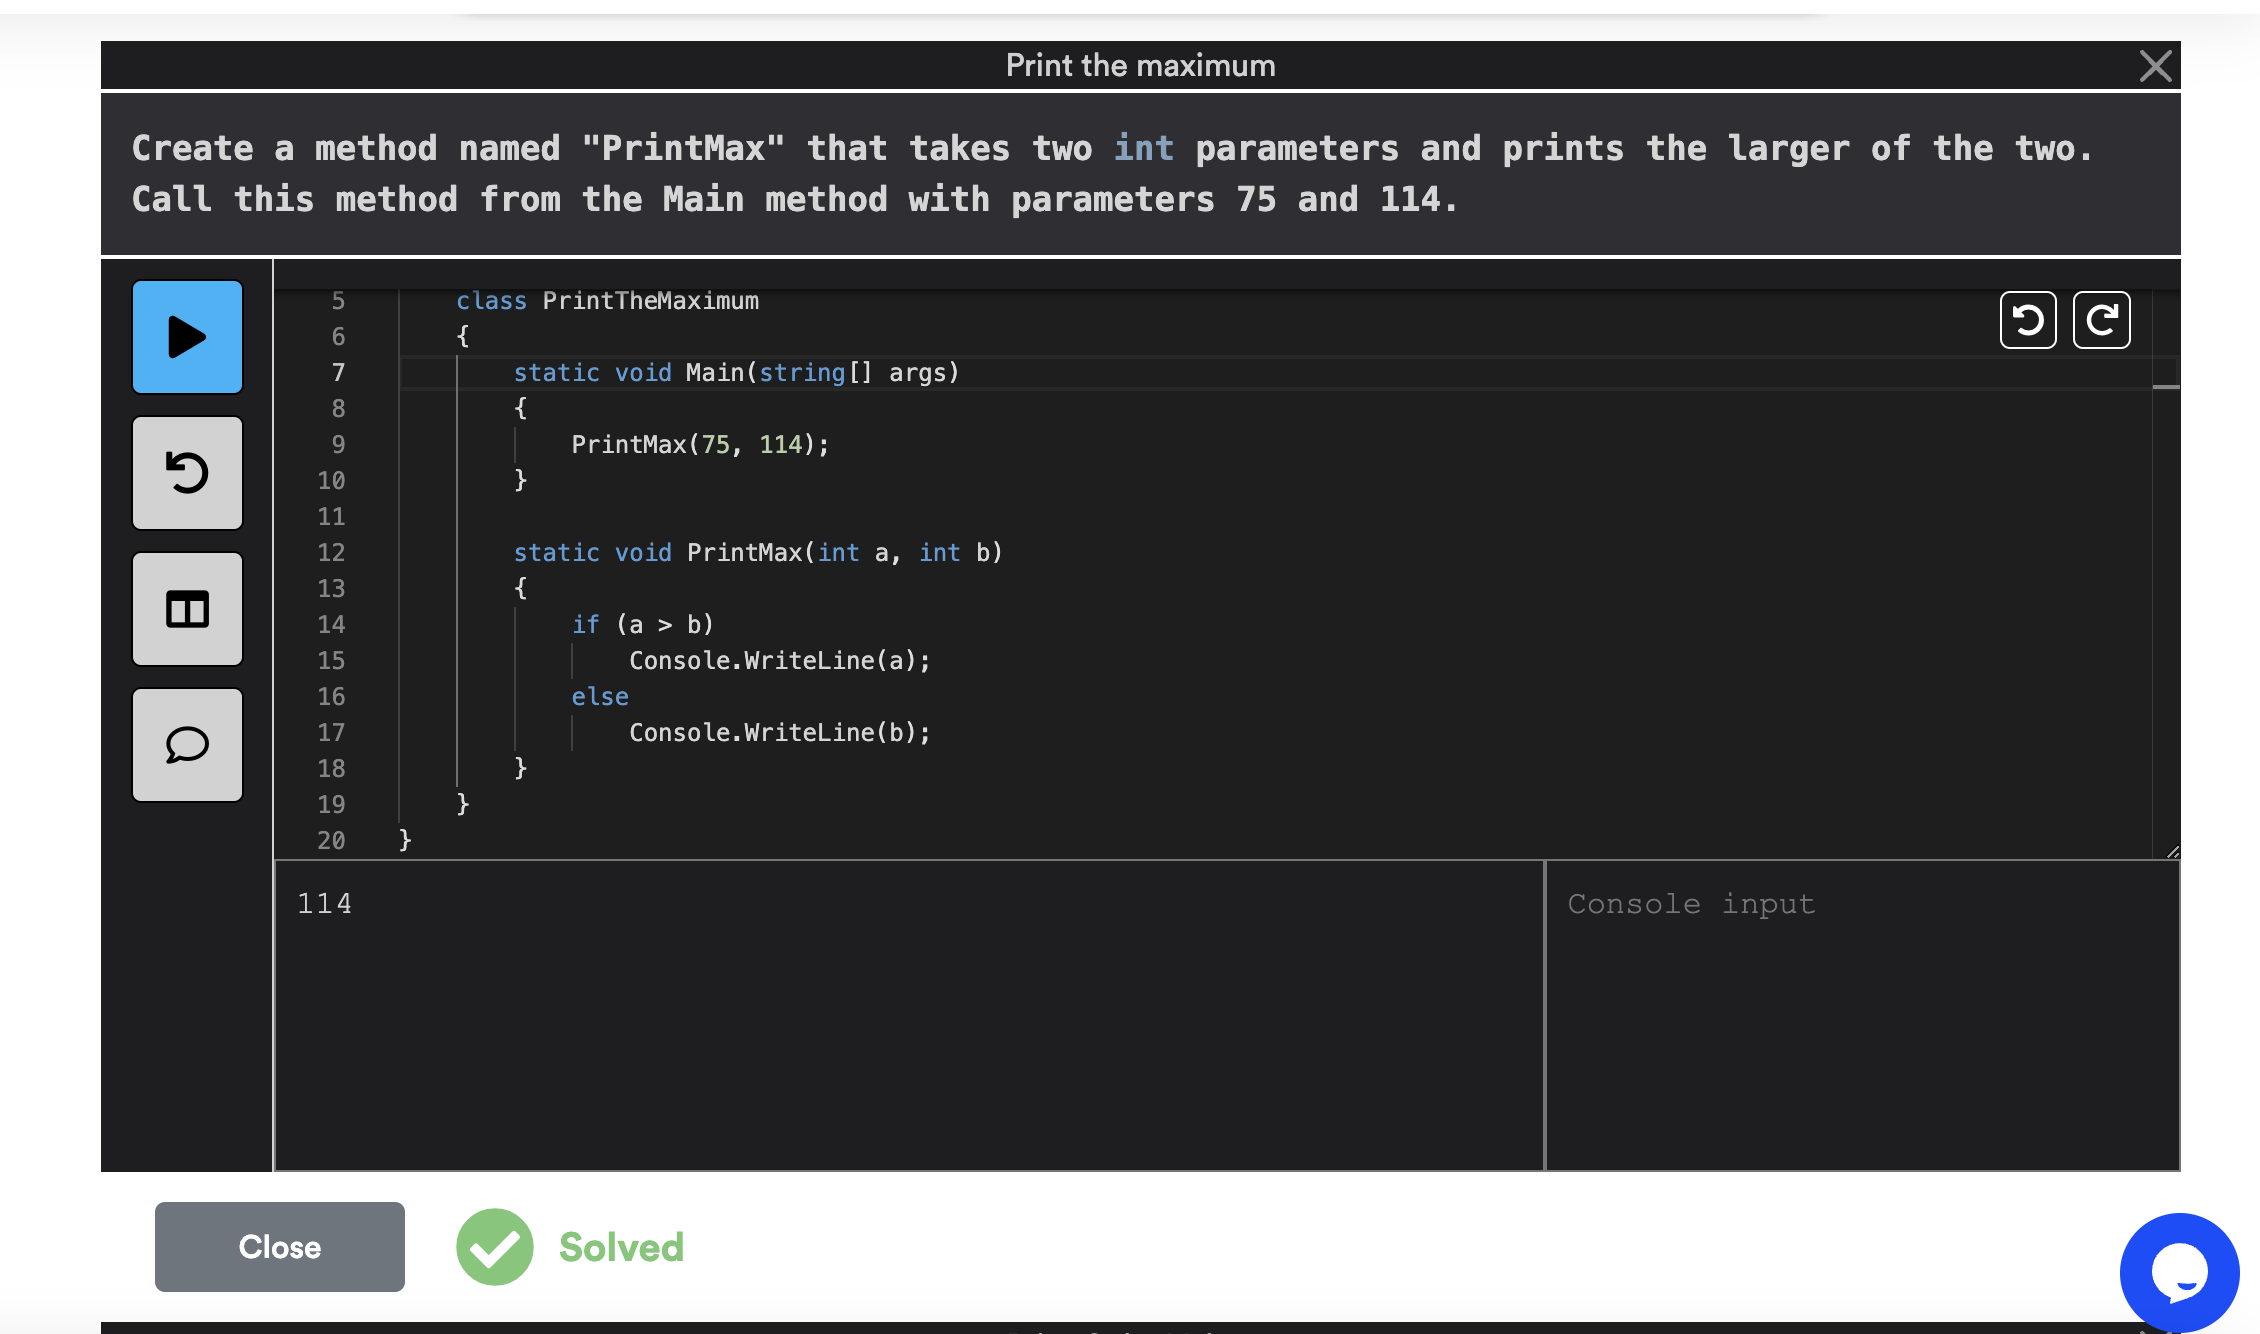 Print the maximum
Create a method named "PrintMax" that takes two int parameters and prints the larger of the two.
Call this method from the Main method with parameters 75 and 114.
5 class PrintTheMaximum
6 {
7 static void Main(string[] args)
8 {
9 PrintMax(75, 114);
10 }
11
12 static void PrintMax(int a, int b)
13 {
14 if (a > b)
15 Console.WriteLine(a);
16 else
17 Console.WriteLine(b);
18 }
19 }
20 }
114
Console input
Close
Solved